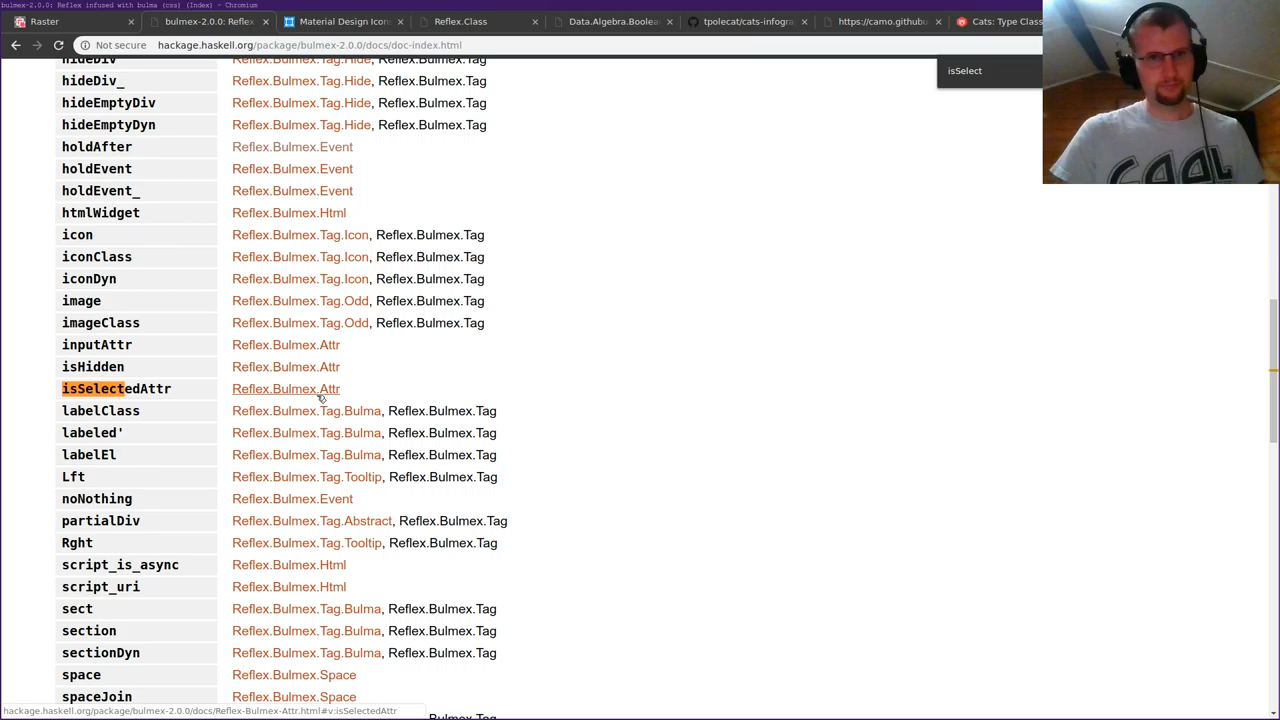 bulmex-2.0.0: Reflex infused with bulma (css) (Index) - Chromium
Raster
bulmex-2.0.0: Reflex
Material Design Icon
Reflex.Class
Data.Algebra.Boolea
tpolecat/cats-infogra
https://camo.github
Cats: Type Class
Not secure hackage.haskell.org/package/bulmex-2.0.0/docs/doc-index.html
isSelect
hideDiv Reflex.Bulmex.Tag.Hide, Reflex.Bulmex.Tag
hideDiv_ Reflex.Bulmex.Tag.Hide, Reflex.Bulmex.Tag
hideEmptyDiv Reflex.Bulmex.Tag.Hide, Reflex.Bulmex.Tag
hideEmptyDyn Reflex.Bulmex.Tag.Hide, Reflex.Bulmex.Tag
holdAfter Reflex.Bulmex.Event
holdEvent Reflex.Bulmex.Event
holdEvent_ Reflex.Bulmex.Event
htmlWidget Reflex.Bulmex.Html
icon Reflex.Bulmex.Tag.Icon, Reflex.Bulmex.Tag
iconClass Reflex.Bulmex.Tag.Icon, Reflex.Bulmex.Tag
iconDyn Reflex.Bulmex.Tag.Icon, Reflex.Bulmex.Tag
image Reflex.Bulmex.Tag.Odd, Reflex.Bulmex.Tag
imageClass Reflex.Bulmex.Tag.Odd, Reflex.Bulmex.Tag
inputAttr Reflex.Bulmex.Attr
isHidden Reflex.Bulmex.Attr
isSelectedAttr Reflex.Bulmex.Attr
labelClass Reflex.Bulmex.Tag.Bulma, Reflex.Bulmex.Tag
labeled' Reflex.Bulmex.Tag.Bulma, Reflex.Bulmex.Tag
labelEl Reflex.Bulmex.Tag.Bulma, Reflex.Bulmex.Tag
Lft Reflex.Bulmex.Tag.Tooltip, Reflex.Bulmex.Tag
noNothing Reflex.Bulmex.Event
partialDiv Reflex.Bulmex.Tag.Abstract, Reflex.Bulmex.Tag
Rght Reflex.Bulmex.Tag.Tooltip, Reflex.Bulmex.Tag
script_is_async Reflex.Bulmex.Html
script_uri Reflex.Bulmex.Html
sect Reflex.Bulmex.Tag.Bulma, Reflex.Bulmex.Tag
section Reflex.Bulmex.Tag.Bulma, Reflex.Bulmex.Tag
sectionDyn Reflex.Bulmex.Tag.Bulma, Reflex.Bulmex.Tag
space Reflex.Bulmex.Space
spaceJoin Reflex.Bulmex.Space
hackage.haskell.org/package/bulmex-2.0.0/docs/Reflex-Bulmex-Attr.html#v:isSelectedAttr